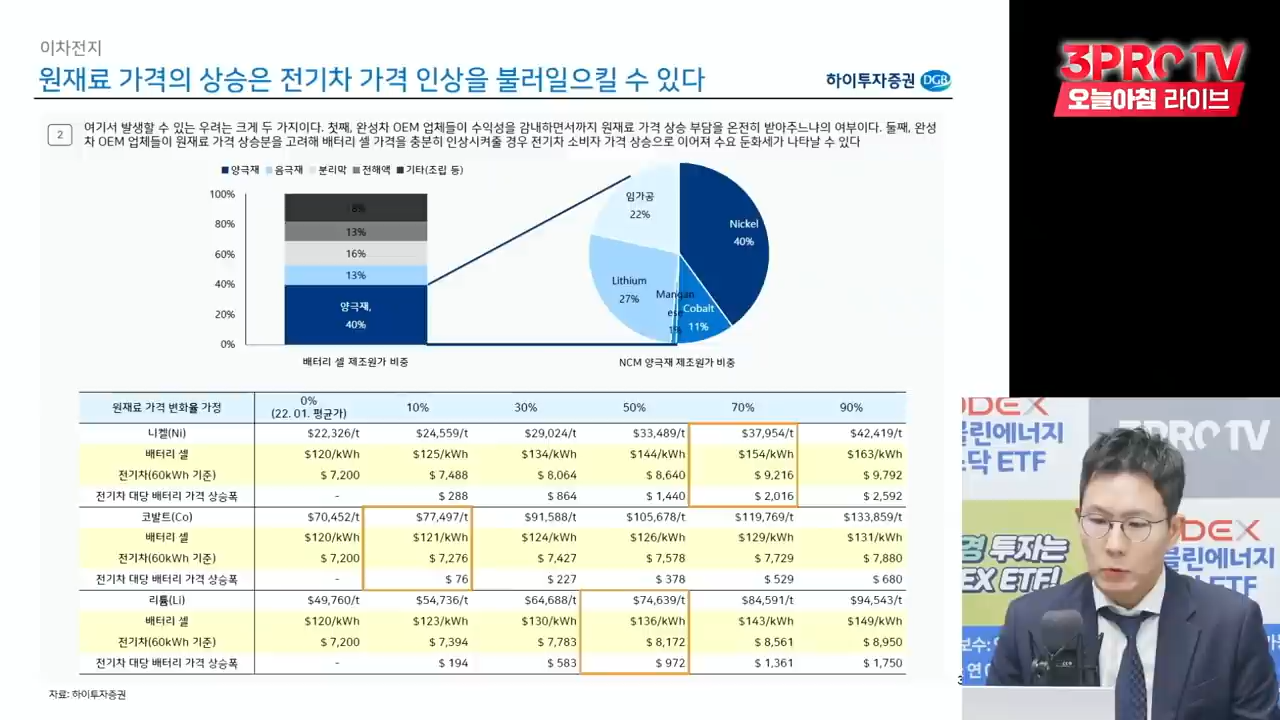 이차전지
원재료 가격의 상승은 전기차 가격 인상을 불러일으킬 수 있다
하이투자증권 DGB
3PRO TV
오늘아침 라이브
2
여기서 발생할 수 있는 우려는 크게 두 가지이다. 첫째, 완성차 OEM 업체들이 수익성을 감내하면서까지 원재료 가격 상승 부담을 온전히 받아주느냐의 여부이다. 둘째, 완성
차 OEM 업체들이 원재료 가격 상승분을 고려해 배터리 셀 가격을 충분히 인상시켜줄 경우 전기차 소비자 가격 상승으로 이어져 수요 둔화세가 나타날 수 있다
양극재 음극재 분리막 전해액 기타(조립 등)
100%
80%
60%
40%
20%
0%
8%
13%
16%
13%
양극재,
40%
배터리 셀 제조원가 비중
임가공
22%
Nickel
40%
Lithium
27%
Mangan
ese
1%
Cobalt
11%
NCM 양극재 제조원가 비중
원재료 가격 변화율 가정 0% (22. 01. 평균가) 10% 30% 50% 70% 90%
니켈(Ni) $22,326/t $24,559/t $29,024/t $33,489/t $37,954/t $42,419/t
배터리 셀 $120/kWh $125/kWh $134/kWh $144/kWh $154/kWh $163/kWh
전기차(60kWh 기준) $ 7,200 $ 7,488 $ 8,064 $ 8,640 $ 9,216 $ 9,792
전기차 대당 배터리 가격 상승폭 - $ 288 $ 864 $ 1,440 $ 2,016 $ 2,592
코발트(Co) $70,452/t $77,497/t $91,588/t $105,678/t $119,769/t $133,859/t
배터리 셀 $120/kWh $121/kWh $124/kWh $126/kWh $129/kWh $131/kWh
전기차(60kWh 기준) $ 7,200 $ 7,276 $ 7,427 $ 7,578 $ 7,729 $ 7,880
전기차 대당 배터리 가격 상승폭 - $ 76 $ 227 $ 378 $ 529 $ 680
리튬(Li) $49,760/t $54,736/t $64,688/t $74,639/t $84,591/t $94,543/t
배터리 셀 $120/kWh $123/kWh $130/kWh $136/kWh $143/kWh $149/kWh
전기차(60kWh 기준) $ 7,200 $ 7,394 $ 7,783 $ 8,172 $ 8,561 $ 8,950
전기차 대당 배터리 가격 상승폭 - $ 194 $ 583 $ 972 $ 1,361 $ 1,750
자료: 하이투자증권
3
ODEX
블린에너지
스닥 ETF
3PRO TV
투자는
EX ETF!
ODEX
블린에너지